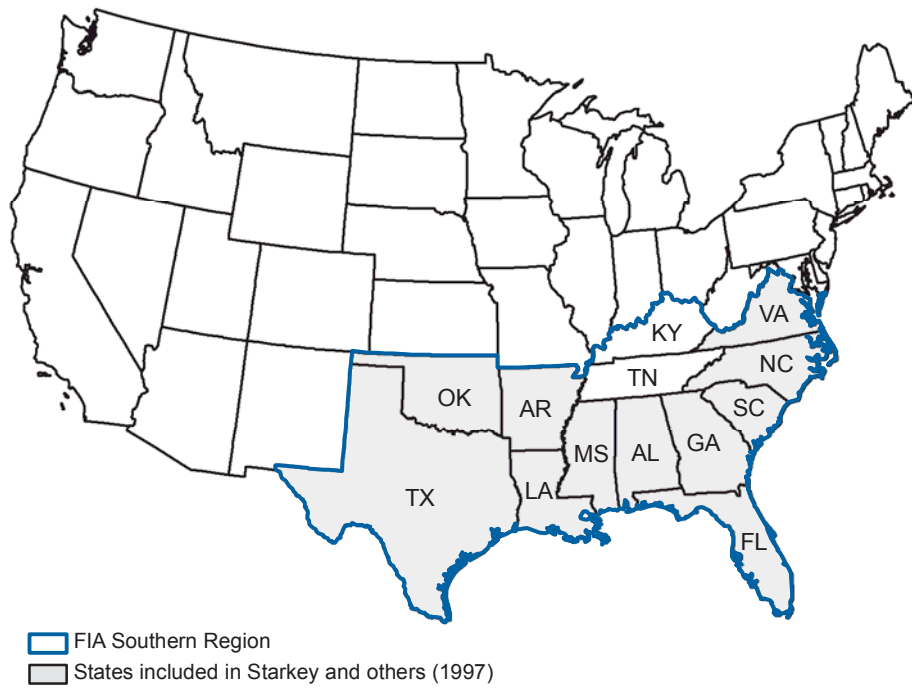 VA
KY
NC
TN
OK
AR
SC
MS
AL
GA
LA
TX
FL
FIA Southern Region
States included in Starkey and others (1997)